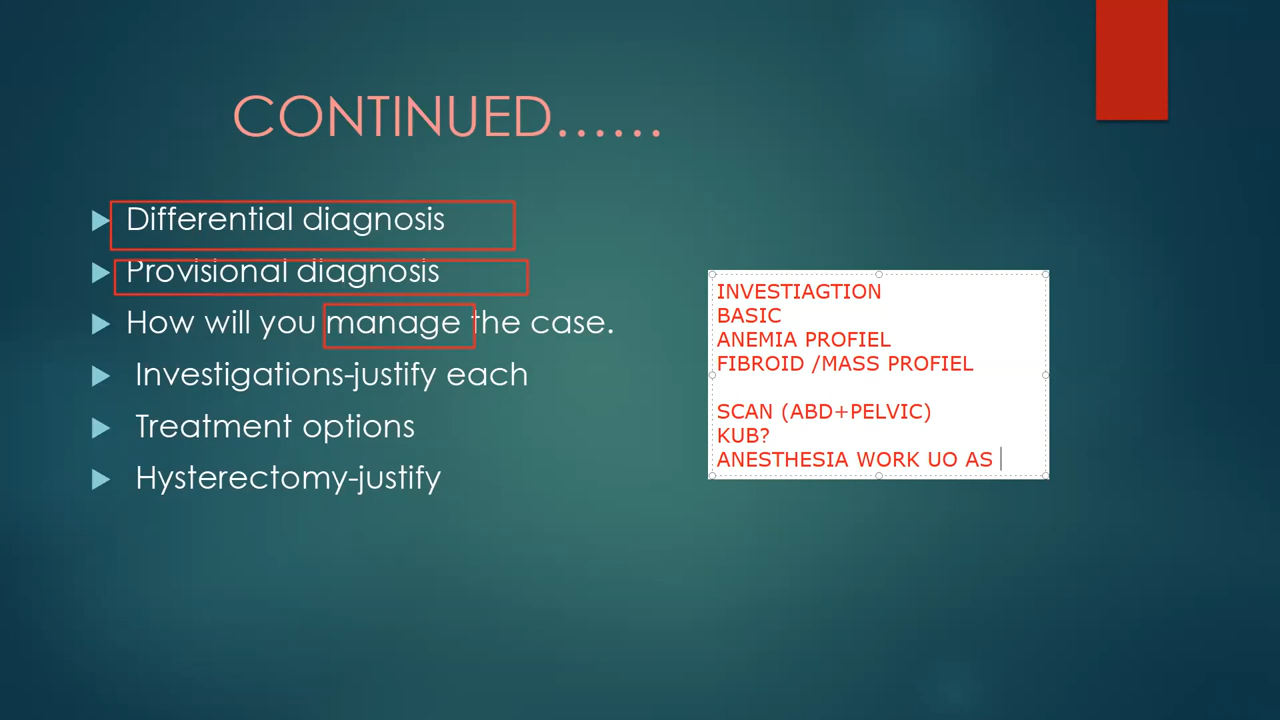 CONTINUED......
Differential diagnosis
Provisional diagnosis
How will you manage the case.
Investigations-justify each
Treatment options
Hysterectomy-justify
INVESTIAGTION
BASIC
ANEMIA PROFIEL
FIBROID /MASS PROFIEL
SCAN (ABD+PELVIC)
KUB?
ANESTHESIA WORK UO AS